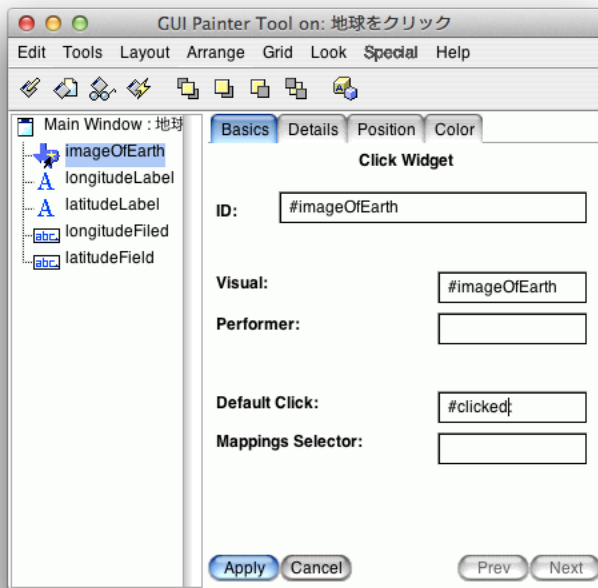 GUI Painter Tool on: 地球をクリック
Edit Tools Layout Arrange Grid Look Special Help
Main Window : 地球
imageOfEarth
longitudeLabel
latitudeLabel
longitudeFiled
latitudeField
Basics Details Position Color
Click Widget
ID: #imageOfEarth
Visual: #imageOfEarth
Performer:
Default Click: #clicked:
Mappings Selector:
Apply Cancel Prev Next